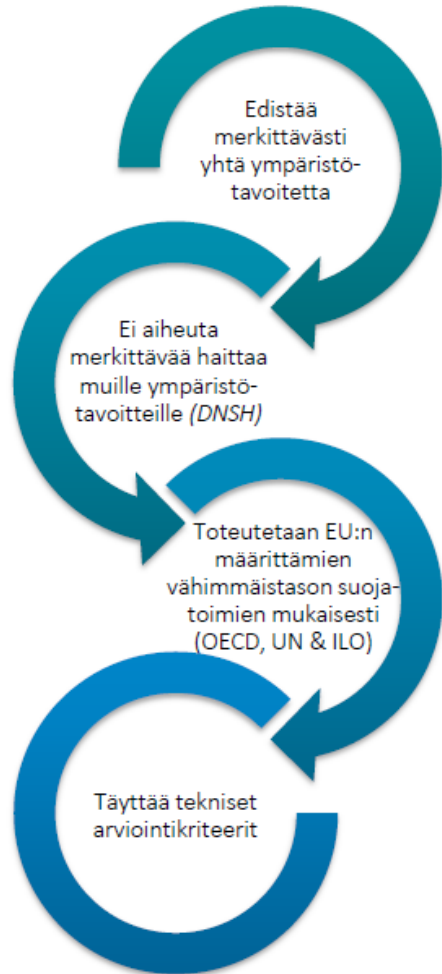 Edistää
merkittävästi
yhtä ympäristö-
tavoitetta
Ei aiheuta
merkittävää haittaa
muille ympäristö-
tavoitteille (DNSH)
Toteutetaan EU:n
määrittämien
vähimmäistason suoja-
toimien mukaisesti
(OECD, UN & ILO)
Täyttää tekniset
arviointikriteerit